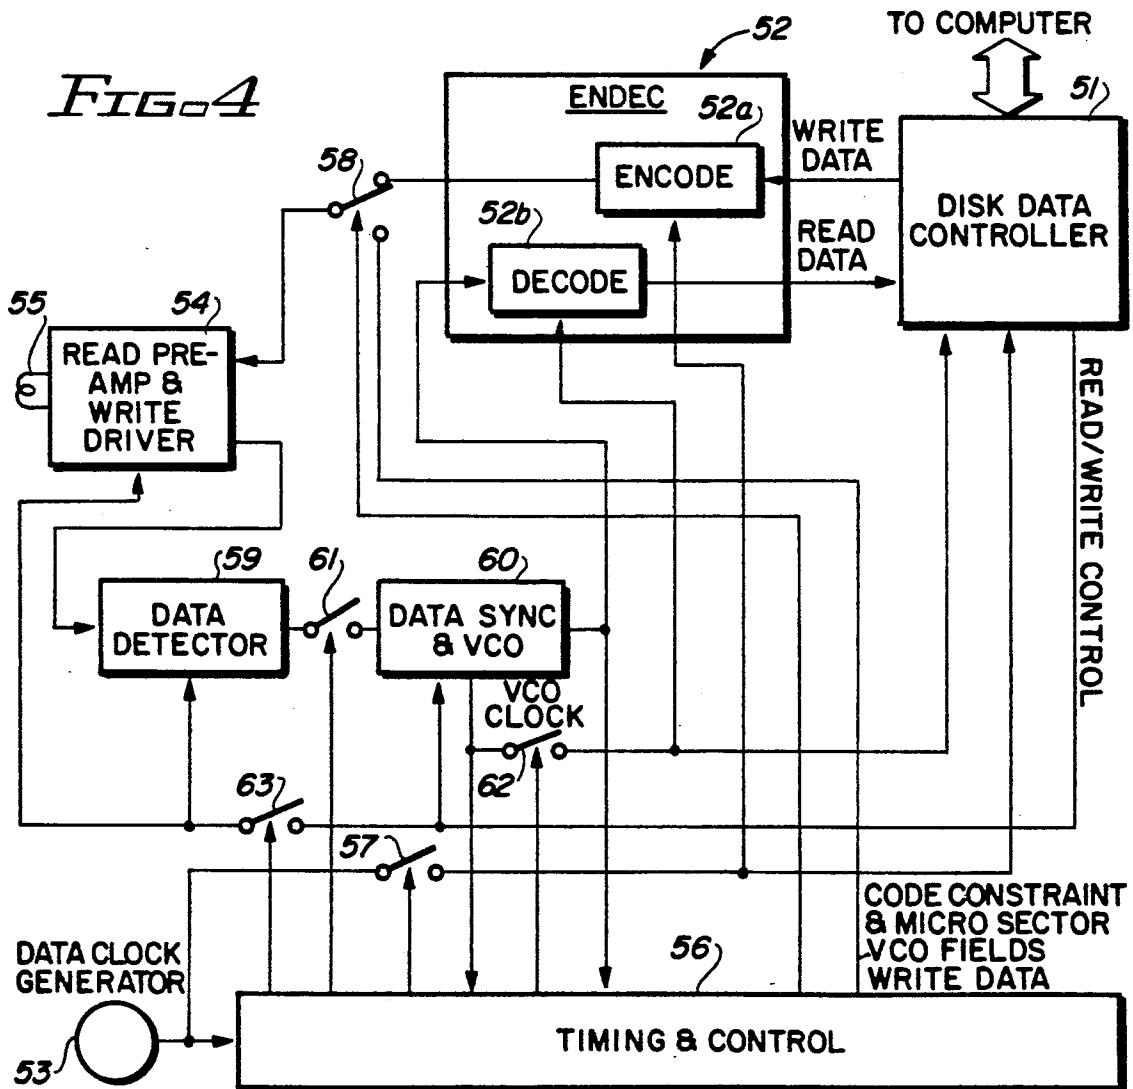 FIG. 4
52
TO COMPUTER
51
ENDEC
52a
ENCODE
WRITE
DATA
58
52b
DECODE
READ
DATA
DISK DATA
CONTROLLER
55
54
READ PRE-
AMP &
WRITE
DRIVER
READ/WRITE CONTROL
59
DATA
DETECTOR
61
60
DATA SYNC
& VCO
VCO
CLOCK
62
63
57
CODE CONSTRAINT
& MICRO SECTOR
VCO FIELDS
WRITE DATA
DATA CLOCK
GENERATOR
53
56
TIMING & CONTROL